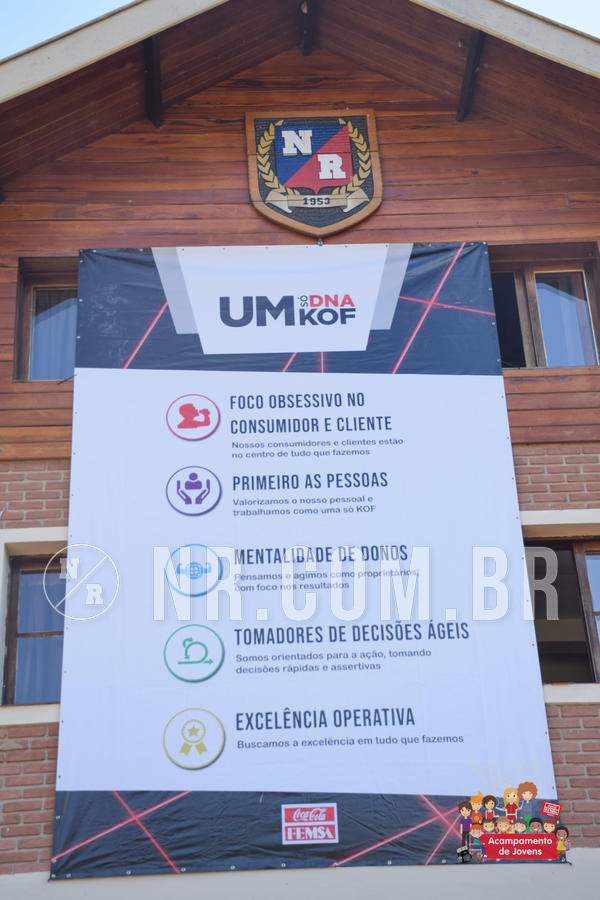 N
R
1953
UM SÓ DNA
KOF
FOCO OBSESSIVO NO
CONSUMIDOR E CLIENTE
Nossos consumidores e clientes estão
no centro de tudo que fazemos
PRIMEIRO AS PESSOAS
Valorizamos o nosso pessoal e
trabalhamos como uma só KOF
MENTALIDADE DE DONOS
Pensamos e agimos como proprietários,
com foco nos resultados
N R
NR.COM.BR
TOMADORES DE DECISÕES ÁGEIS
Somos orientados para a ação, tomando
decisões rápidas e assertivas
EXCELÊNCIA OPERATIVA
Buscamos a excelência em tudo que fazemos
Coca-Cola
FEMSA
Acampamento
de Jovens